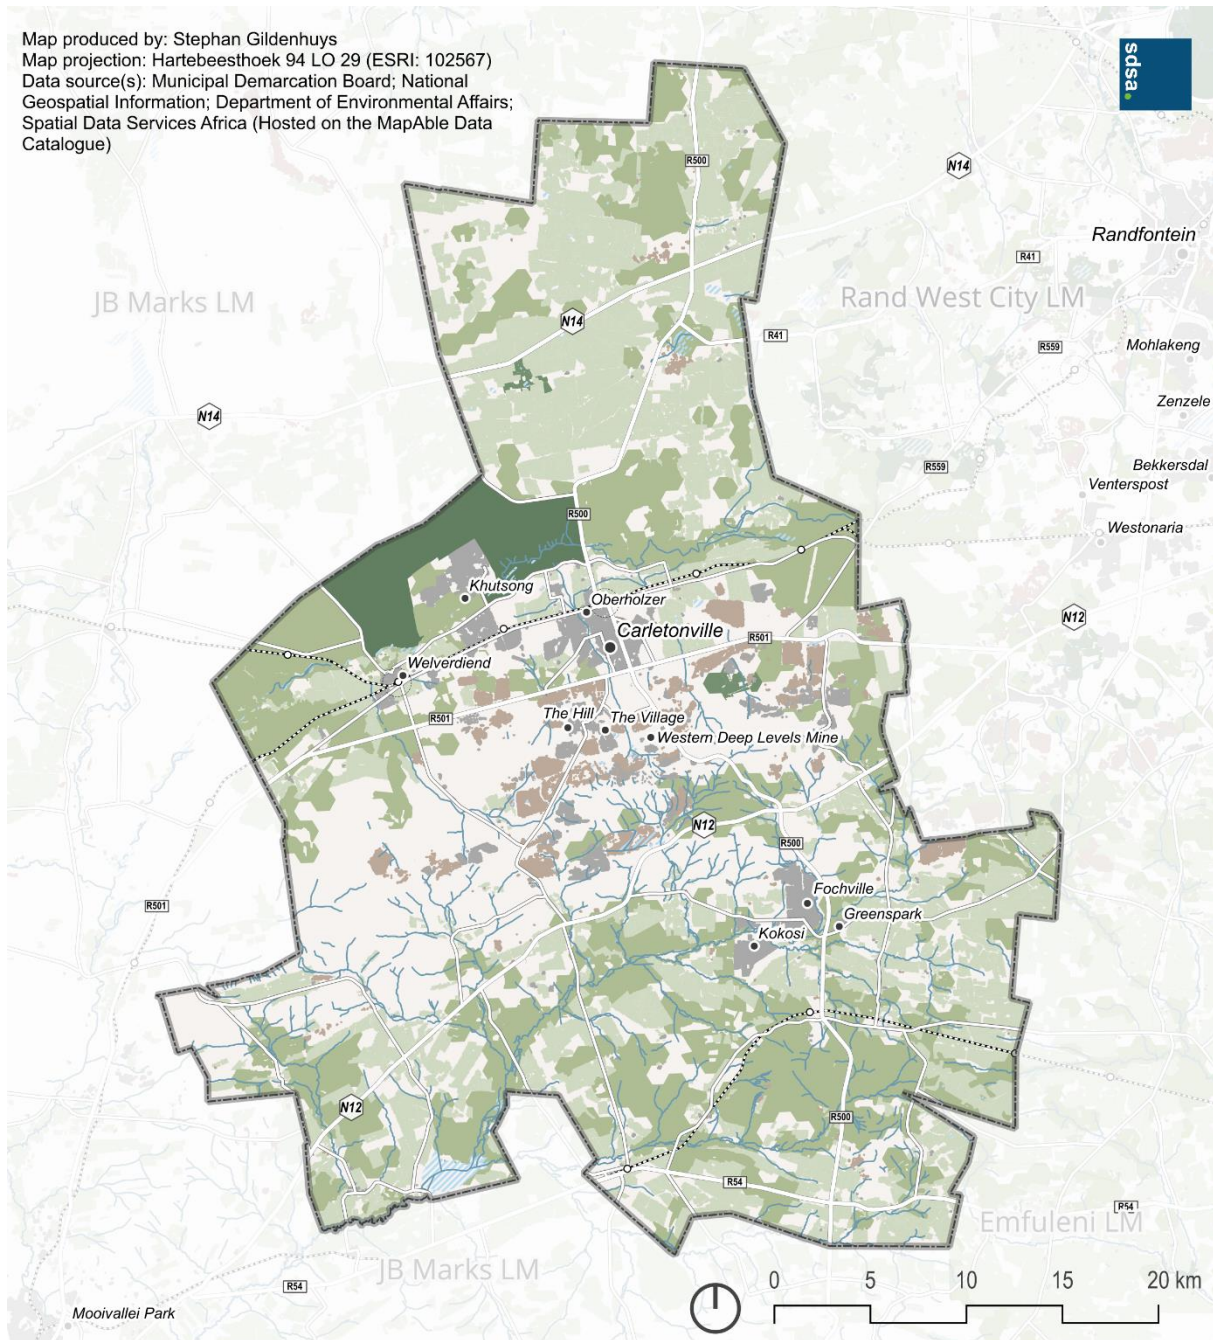 Map produced by: Stephan Gildenhuys
Map projection: Hartebeesthoek 94 LO 29 (ESRI: 102567)
Data source(s): Municipal Demarcation Board; National
Geospatial Information; Department of Environmental Affairs;
Spatial Data Services Africa (Hosted on the MapAble Data
Catalogue)
sdsa.
R500
N14
Randfontein
R41
JB Marks LM
Rand West City LM
N14
R41
R559
Mohlakeng
N14
Zenzele
R559
Bekkersdal
Venterspost
R500
Westonaria
Khutsong
Oberholzer
N12
Carletonville
R501
Welverdiend
The Hill
The Village
R501
Western Deep Levels Mine
N12
R500
Fochville
R501
Greenspark
Kokosi
N12
R500
R54
R54
Emfuleni LM
JB Marks LM
R54
Mooivallei Park
0 5 10 15 20 km